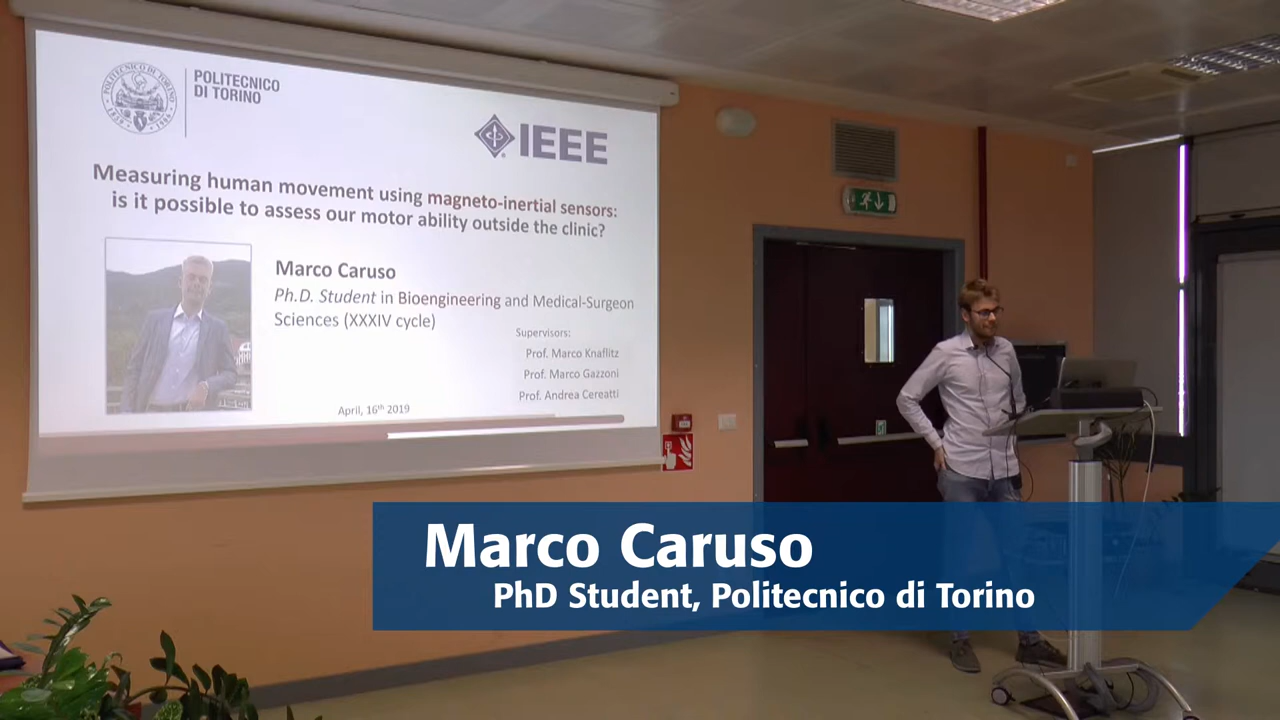 POLITECNICO
DI TORINO
IEEE
Measuring human movement using magneto-inertial sensors:
is it possible to assess our motor ability outside the clinic?
Marco Caruso
Ph.D. Student in Bioengineering and Medical-Surgeon
Sciences (XXXIV cycle)
Supervisors:
Prof. Marco Knaflitz
Prof. Marco Gazzoni
Prof. Andrea Cereatti
April, 16th 2019
Marco Caruso
PhD Student, Politecnico di Torino